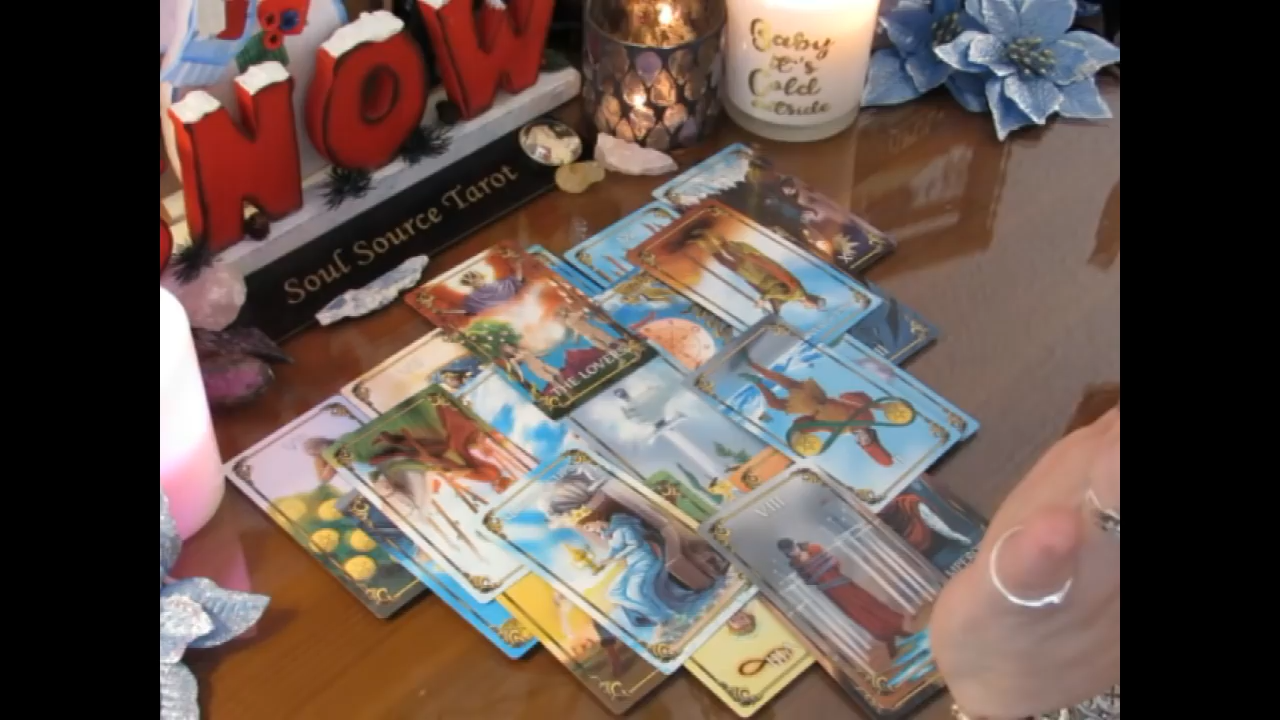 NOW
Baby
It's
Cold
outside
Soul Source Tarot
THE LOVERS
VIII